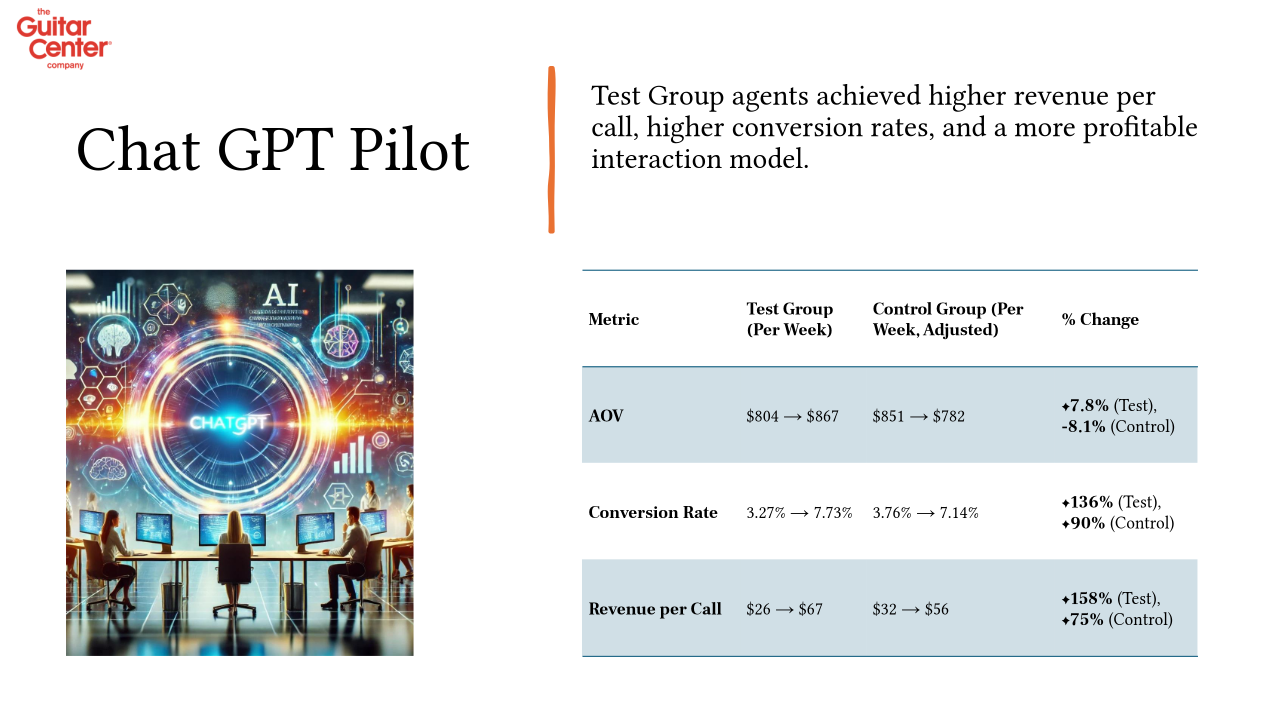 the
Guitar
Center
company
Chat GPT Pilot
Test Group agents achieved higher revenue per
call, higher conversion rates, and a more profitable
interaction model.
AI
CHATGPT
Metric
Test Group
(Per Week)
Control Group (Per
Week, Adjusted)
% Change
AOV
$804 → $867
$851 → $782
✦7.8% (Test),
-8.1% (Control)
Conversion Rate
3.27% → 7.73%
3.76% → 7.14%
✦136% (Test),
✦90% (Control)
Revenue per Call
$26 → $67
$32 → $56
✦158% (Test),
✦75% (Control)